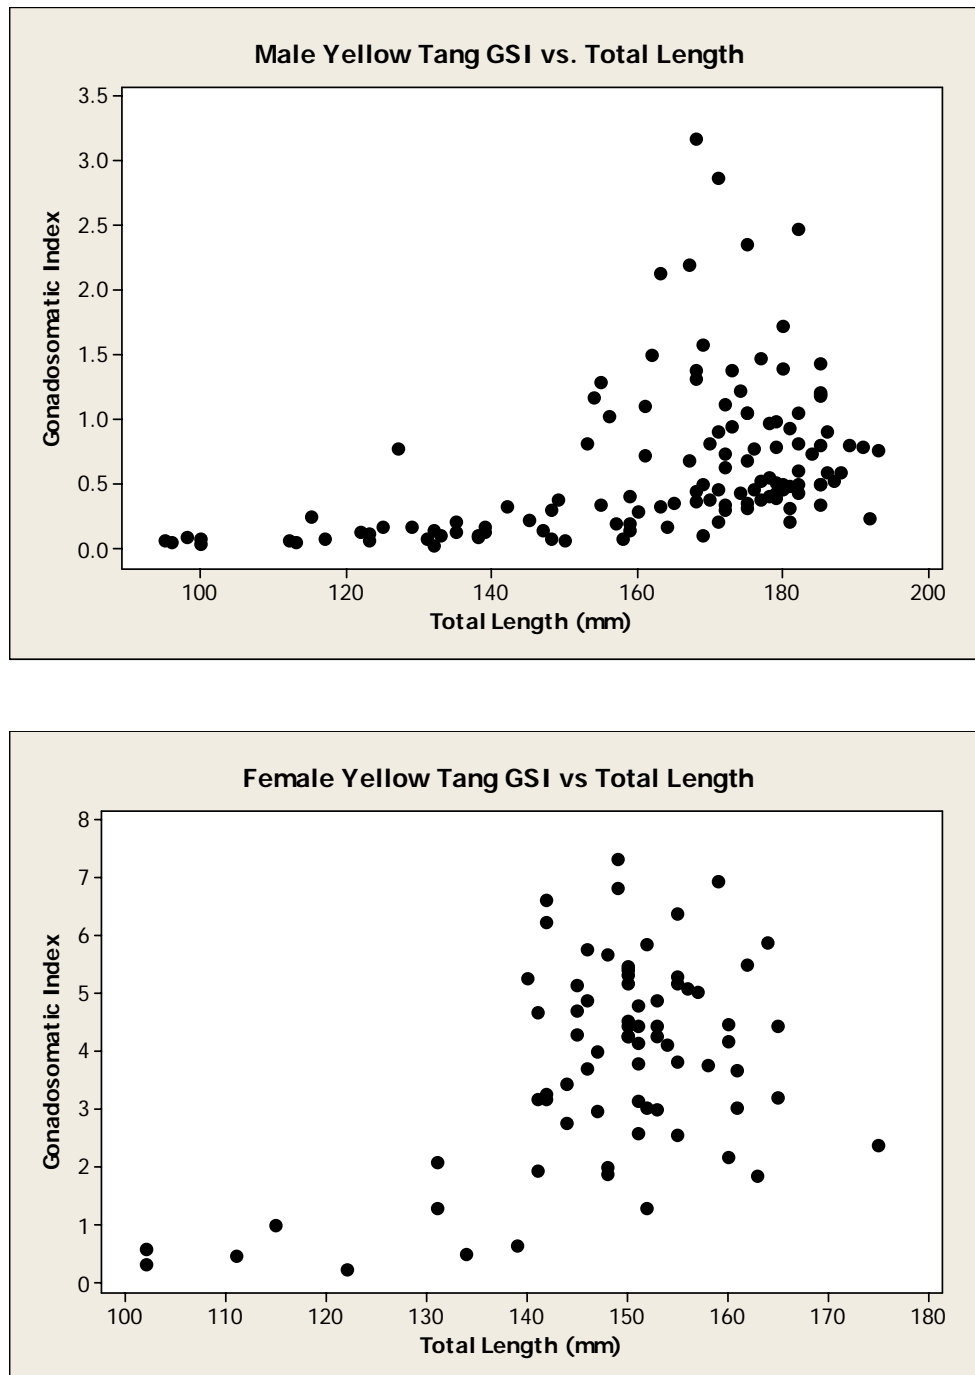 Male Yellow Tang GSI vs. Total Length
3.5
3.0
2.5
2.0
1.5
1.0
0.5
0.0
Gonadosomatic Index
100 120 140 160 180 200
Total Length (mm)
Female Yellow Tang GSI vs Total Length
8
7
6
5
4
3
2
1
0
Gonadosomatic Index
100 110 120 130 140 150 160 170 180
Total Length (mm)